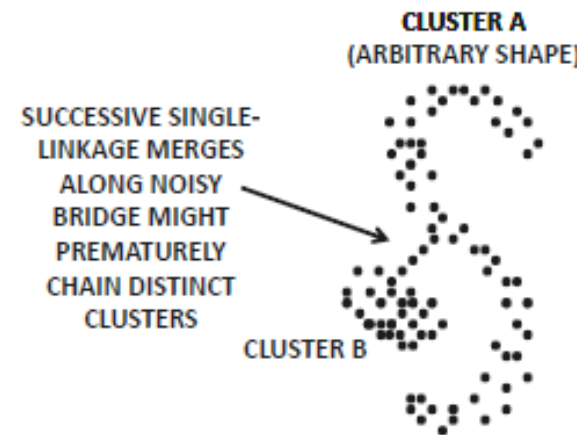 CLUSTER A
(ARBITRARY SHAPE)
SUCCESSIVE SINGLE-
LINKAGE MERGES
ALONG NOISY
BRIDGE MIGHT
PREMATURELY
CHAIN DISTINCT
CLUSTERS
CLUSTER B